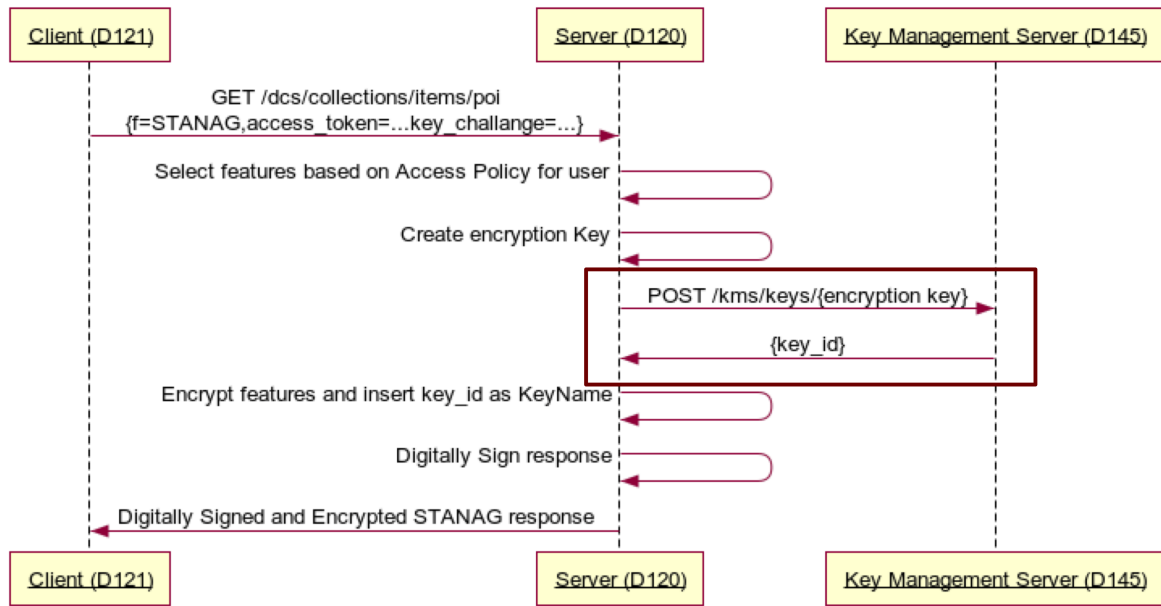 Client (D121)
Server (D120)
Key Management Server (D145)
GET /dcs/collections/items/poi
{f=STANAG,access_token=...key_challange=...}
Select features based on Access Policy for user
Create encryption Key
POST /kms/keys/{encryption key}
{key_id}
Encrypt features and insert key_id as KeyName
Digitally Sign response
Digitally Signed and Encrypted STANAG response
Client (D121)
Server (D120)
Key Management Server (D145)